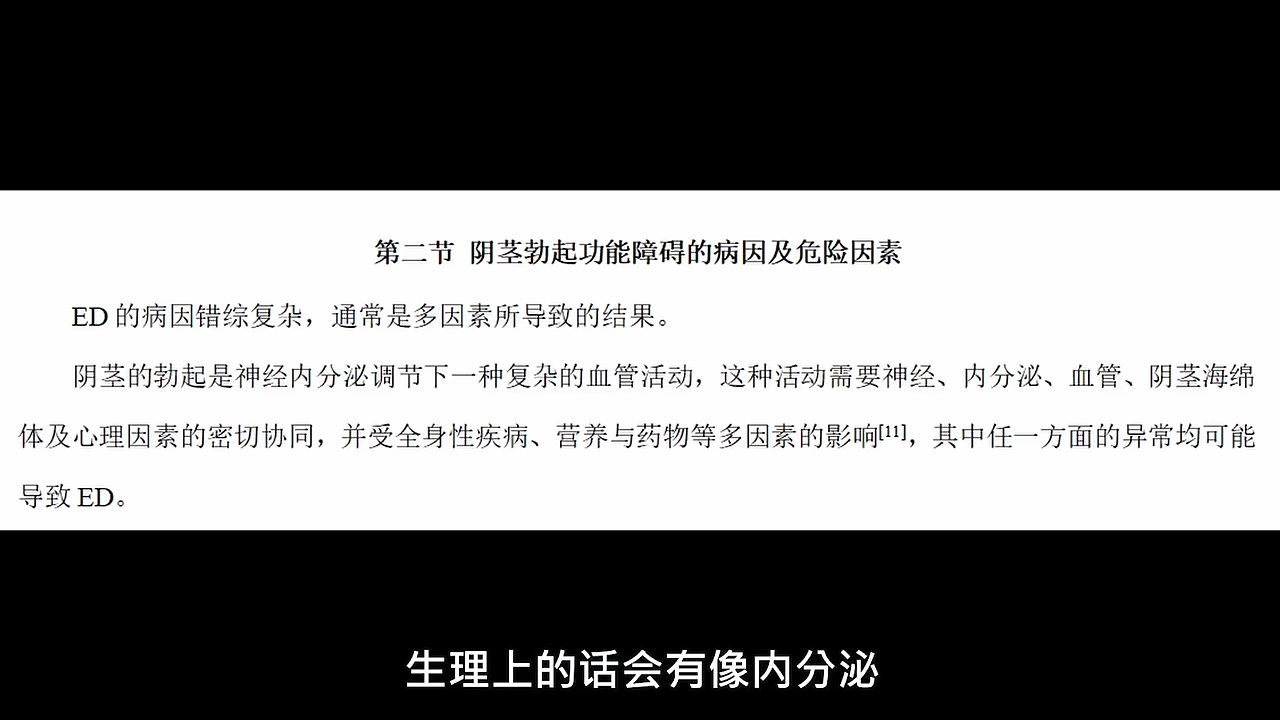 第二节 阴茎勃起功能障碍的病因及危险因素
ED 的病因错综复杂，通常是多因素所导致的结果。
阴茎的勃起是神经内分泌调节下一种复杂的血管活动，这种活动需要神经、内分泌、血管、阴茎海绵
体及心理因素的密切协同，并受全身性疾病、营养与药物等多因素的影响[11]，其中任一方面的异常均可能
导致 ED。
生理上的话会有像内分泌